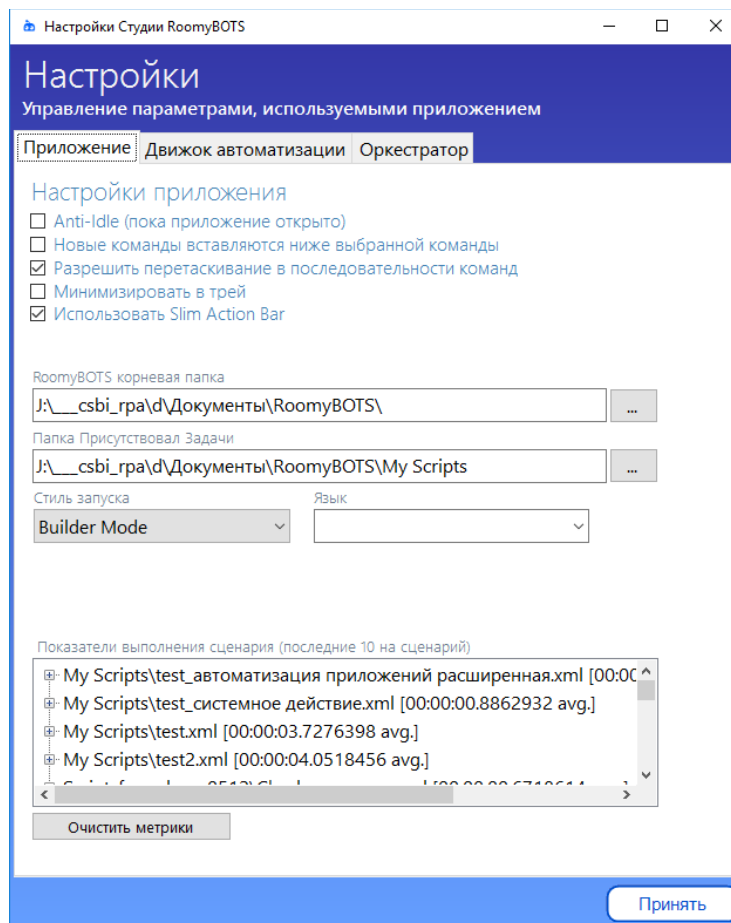 Настройки Студии RoomyBOTS
Настройки
Управление параметрами, используемыми приложением
Приложение Движок автоматизации Оркестратор
Настройки приложения
Anti-Idle (пока приложение открыто)
Новые команды вставляются ниже выбранной команды
Разрешить перетаскивание в последовательности команд
Минимизировать в трей
Использовать Slim Action Bar
RoomyBOTS корневая папка
J:\___csbi_rpa\d\Документы\RoomyBOTS\ ...
Папка Присутствовал Задачи
J:\___csbi_rpa\d\Документы\RoomyBOTS\My Scripts ...
Стиль запуска Язык
Builder Mode
Показатели выполнения сценария (последние 10 на сценарий)
My Scripts\test_автоматизация приложений расширенная.xml [00:00
My Scripts\test_системное действие.xml [00:00:00.8862932 avg.]
My Scripts\test.xml [00:00:03.7276398 avg.]
My Scripts\test2.xml [00:00:04.0518456 avg.]
Очистить метрики
Принять